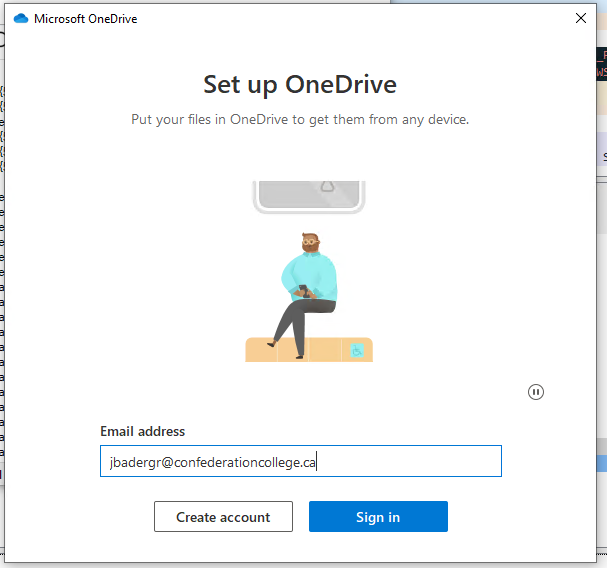 Microsoft OneDrive
Set up OneDrive
Put your files in OneDrive to get them from any device.
Email address
jbadergr@confederationcollege.ca
Create account
Sign in